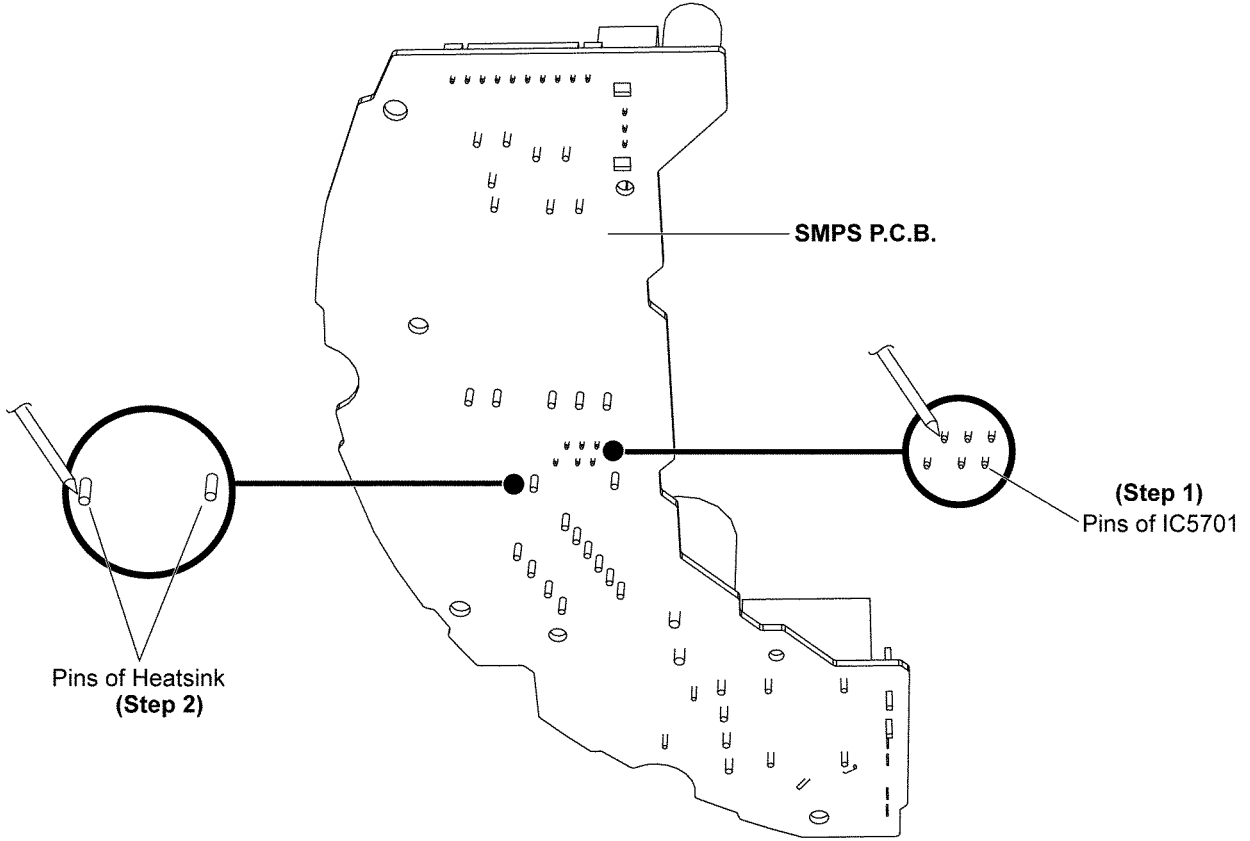 SMPS P.C.B.
(Step 1)
Pins of IC5701
Pins of Heatsink
(Step 2)